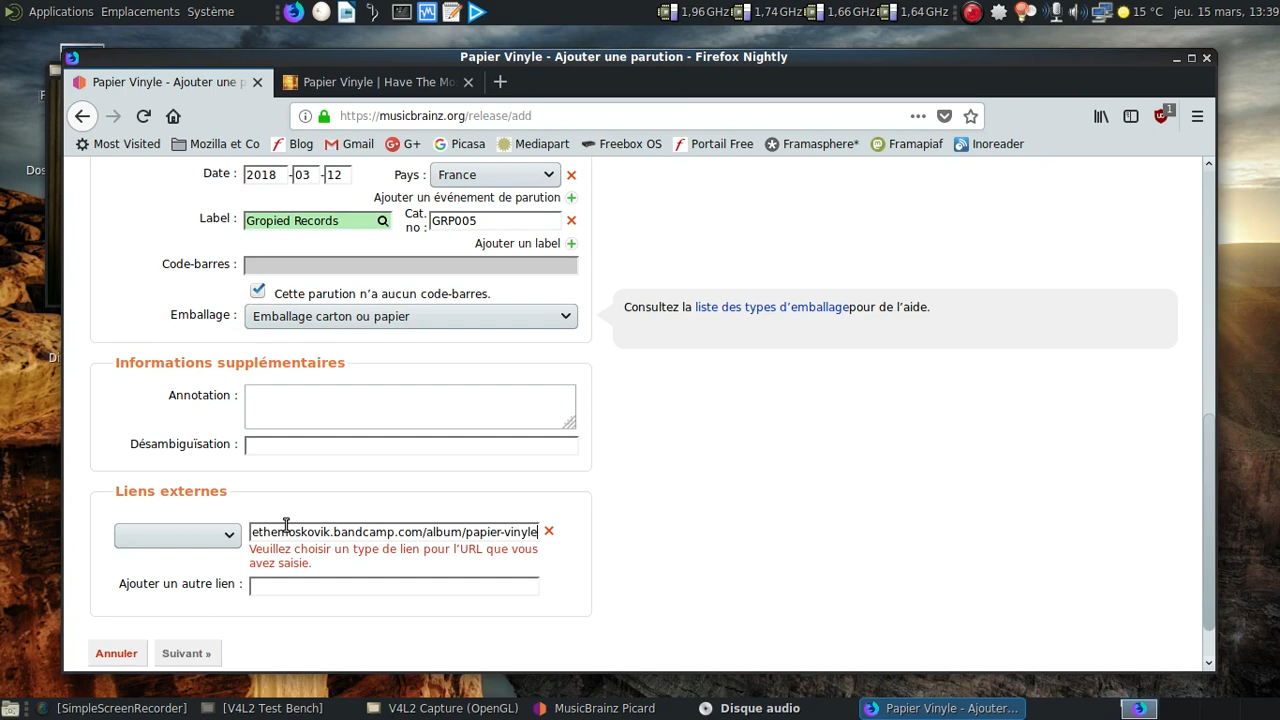 Applications Emplacements Système 1,96 GHz 1,74 GHz 1,66 GHz 1,64 GHz 15 °C jeu. 15 mars, 13:39
Papier Vinyle - Ajouter une parution - Firefox Nightly
Papier Vinyle - Ajouter une p Papier Vinyle | Have The Mo
https://musicbrainz.org/release/add 1
Most Visited Mozilla et Co Blog Gmail G+ Picasa Mediapart Freebox OS Portail Free Framasphere* Framapiaf Inoreader
Date : 2018 - 03 - 12 Pays : France
Ajouter un événement de parution
Label : Gropied Records Cat. no : GRP005
Ajouter un label
Code-barres :
Cette parution n’a aucun code-barres.
Emballage : Emballage carton ou papier
Consultez la liste des types d’emballagepour de l’aide.
Informations supplémentaires
Annotation :
Désambiguïsation :
Liens externes
ethemoskovik.bandcamp.com/album/papier-vinyle
Veuillez choisir un type de lien pour l’URL que vous
avez saisie.
Ajouter un autre lien :
Annuler Suivant »
[SimpleScreenRecorder] [V4L2 Test Bench] V4L2 Capture (OpenGL) MusicBrainz Picard Disque audio Papier Vinyle - Ajouter...